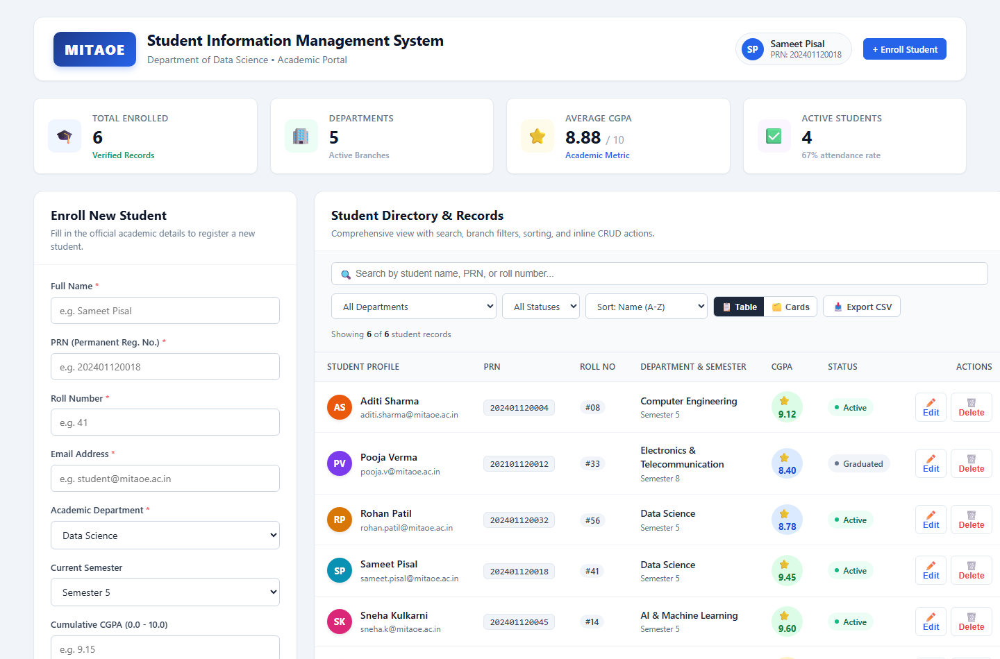 MITAOE
Student Information Management System
Department of Data Science • Academic Portal
SP
Sameet Pisal
PRN: 202401120018
+ Enroll Student
TOTAL ENROLLED
6
Verified Records
DEPARTMENTS
5
Active Branches
AVERAGE CGPA
8.88 / 10
Academic Metric
ACTIVE STUDENTS
4
67% attendance rate
Enroll New Student
Fill in the official academic details to register a new
student.
Full Name *
e.g. Sameet Pisal
PRN (Permanent Reg. No.) *
e.g. 202401120018
Roll Number *
e.g. 41
Email Address *
e.g. student@mitaoe.ac.in
Academic Department *
Data Science
Current Semester
Semester 5
Cumulative CGPA (0.0 - 10.0)
e.g. 9.15
Student Directory & Records
Comprehensive view with search, branch filters, sorting, and inline CRUD actions.
Search by student name, PRN, or roll number...
All Departments
All Statuses
Sort: Name (A-Z)
Table
Cards
Export CSV
Showing 6 of 6 student records
STUDENT PROFILE PRN ROLL NO DEPARTMENT & SEMESTER CGPA STATUS ACTIONS
AS
Aditi Sharma
aditi.sharma@mitaoe.ac.in
202401120004
#08
Computer Engineering
Semester 5
9.12
Active
Edit
Delete
PV
Pooja Verma
pooja.v@mitaoe.ac.in
202101120012
#33
Electronics &
Telecommunication
Semester 8
8.40
Graduated
Edit
Delete
RP
Rohan Patil
rohan.patil@mitaoe.ac.in
202401120032
#56
Data Science
Semester 5
8.78
Active
Edit
Delete
SP
Sameet Pisal
sameet.pisal@mitaoe.ac.in
202401120018
#41
Data Science
Semester 5
9.45
Active
Edit
Delete
SK
Sneha Kulkarni
sneha.k@mitaoe.ac.in
202401120045
#14
AI & Machine Learning
Semester 5
9.60
Active
Edit
Delete